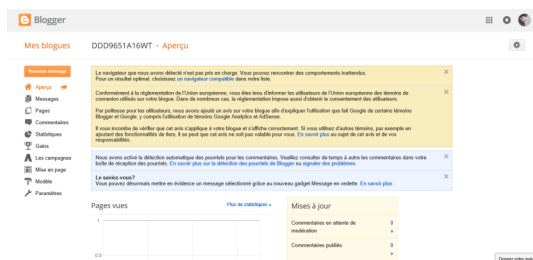 Blogger
Mes blogues
DDD9651A16WT · Aperçu
Nouveau message
Aperçu
Messages
Pages
Commentaires
Statistiques
Gains
Les campagnes
Mise en page
Modèle
Paramètres
Le navigateur que nous avons détecté n'est pas pris en charge. Vous pouvez rencontrer des comportements inattendus.
Pour un résultat optimal, choisissez un navigateur compatible dans notre liste.
Conformément à la réglementation de l'Union européenne, vous êtes tenu d'informer les utilisateurs de l'Union européenne des témoins de
connexion utilisés sur votre blogue. Dans de nombreux cas, la réglementation impose aussi d'obtenir le consentement des utilisateurs.
Par politesse pour les utilisateurs, nous avons ajouté un avis sur votre blogue afin d'expliquer l'utilisation que fait Google de certains témoins
Blogger et Google, y compris l'utilisation de témoins Google Analytics et AdSense.
Il vous incombe de vérifier que cet avis s'applique à votre blogue et s'affiche correctement. Si vous utilisez d'autres témoins, par exemple en
ajoutant des fonctionnalités de tiers, il se peut que cet avis ne soit pas valable pour vous. En savoir plus au sujet de cet avis et de vos
responsabilités.
Nous avons activé la détection automatique des pourriels pour les commentaires. Veuillez consulter de temps à autre les commentaires dans votre
boîte de réception des pourriels. En savoir plus sur la détection des pourriels de Blogger ou signaler des problèmes.
Le saviez-vous?
Vous pouvez désormais mettre en évidence un message sélectionné grâce au nouveau gadget Message en vedette. En savoir plus
Pages vues
Plus de statistiques »
1
0.5
Mises à jour
Commentaires en attente de
modération
0
»
Commentaires publiés
0
»
Donnez votre avis